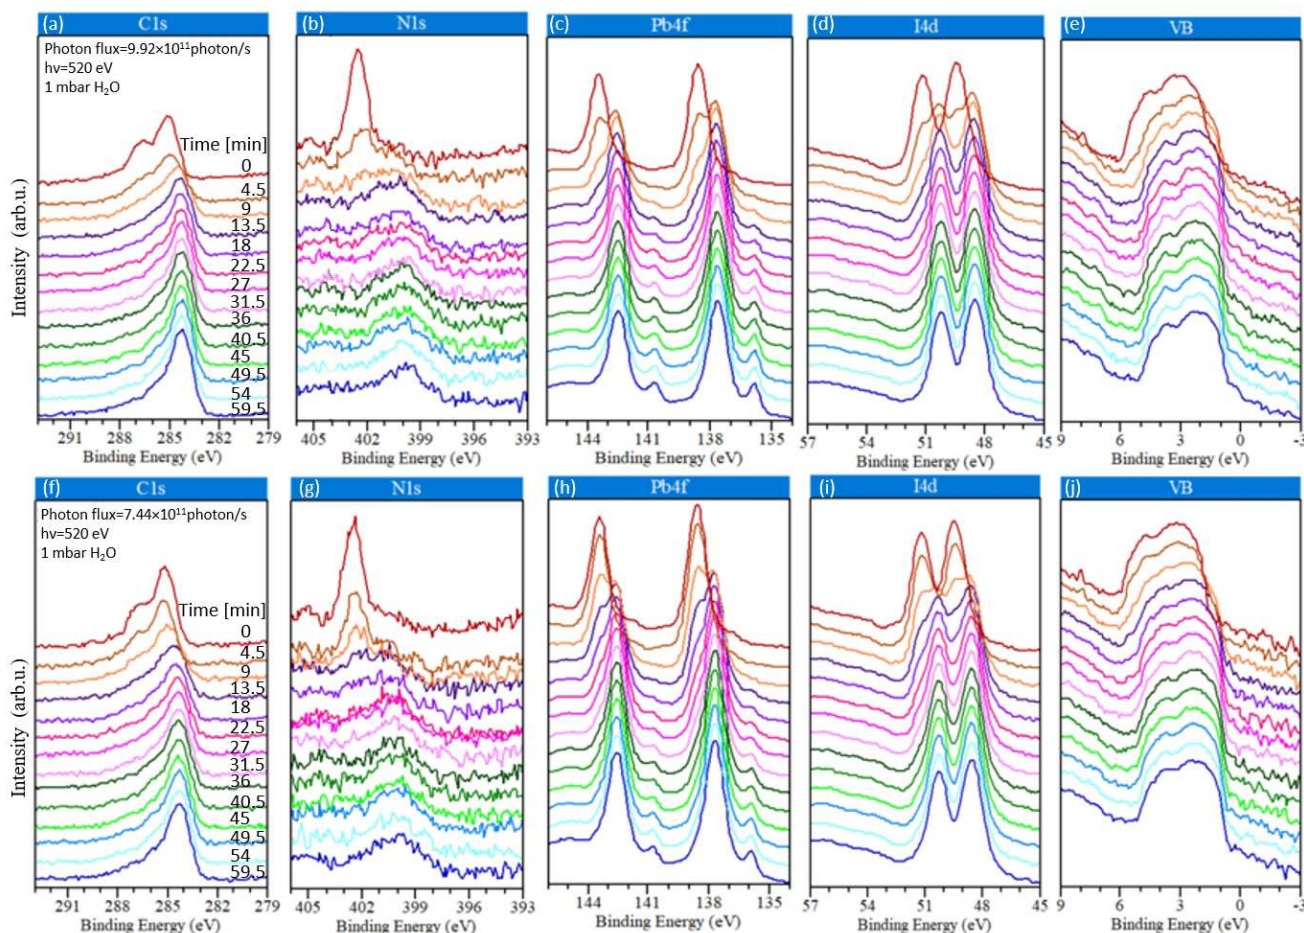 (a) C1s
(b) N1s
(c) Pb4f
(d) I4d
(e) VB
Photon flux=9.92×10¹¹photon/s
hν=520 eV
1 mbar H₂O
Time [min]
0
4.5
9
13.5
18
22.5
27
31.5
36
40.5
45
49.5
54
59.5
Intensity (arb.u.)
291 288 285 282 279
405 402 399 396 393
144 141 138 135
57 54 51 48 45
9 6 3 0 -3
Binding Energy (eV)
Binding Energy (eV)
Binding Energy (eV)
Binding Energy (eV)
Binding Energy (eV)
(f) C1s
(g) N1s
(h) Pb4f
(i) I4d
(j) VB
Photon flux=7.44×10¹¹photon/s
hν=520 eV
1 mbar H₂O
Time [min]
0
4.5
9
13.5
18
22.5
27
31.5
36
40.5
45
49.5
54
59.5
Intensity (arb.u.)
291 288 285 282 279
405 402 399 396 393
144 141 138 135
57 54 51 48 45
9 6 3 0 -3
Binding Energy (eV)
Binding Energy (eV)
Binding Energy (eV)
Binding Energy (eV)
Binding Energy (eV)